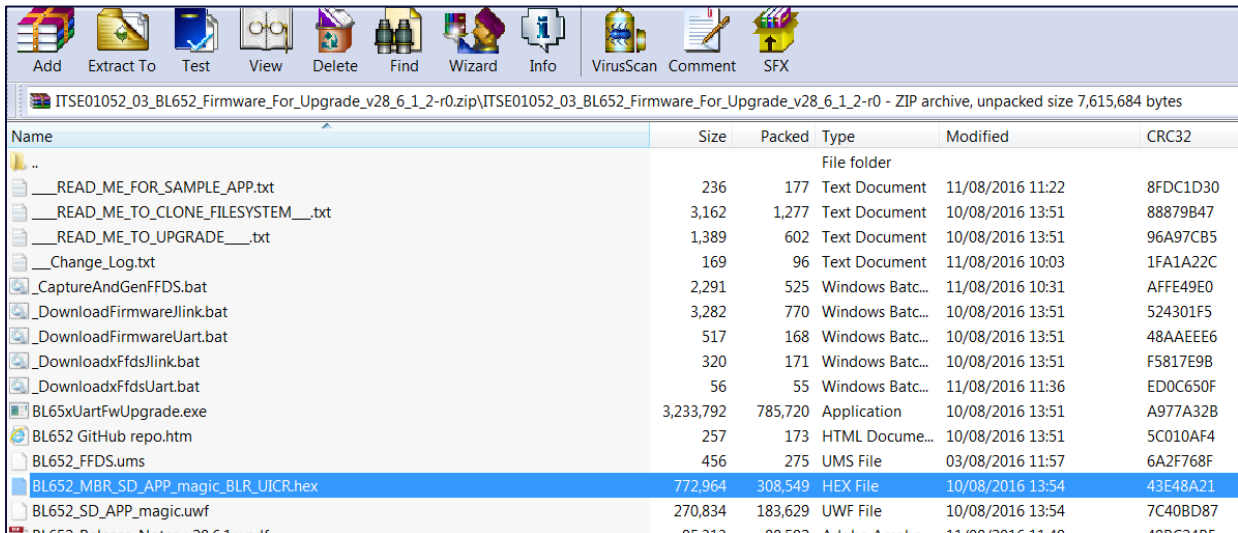 Add Extract To Test View Delete Find Wizard Info VirusScan Comment SFX
ITSE01052_03_BL652_Firmware_For_Upgrade_v28_6_1_2-r0.zip\ITSE01052_03_BL652_Firmware_For_Upgrade_v28_6_1_2-r0 - ZIP archive, unpacked size 7,615,684 bytes
Name Size Packed Type Modified CRC32
.. File folder
___READ_ME_FOR_SAMPLE_APP.txt 236 177 Text Document 11/08/2016 11:22 8FDC1D30
___READ_ME_TO_CLONE_FILESYSTEM__.txt 3,162 1,277 Text Document 10/08/2016 13:51 88879B47
___READ_ME_TO_UPGRADE___.txt 1,389 602 Text Document 10/08/2016 13:51 96A97CB5
__Change_Log.txt 169 96 Text Document 11/08/2016 10:03 1FA1A22C
_CaptureAndGenFFDS.bat 2,291 525 Windows Batc... 11/08/2016 10:31 AFFE49E0
_DownloadFirmwareJlink.bat 3,282 770 Windows Batc... 10/08/2016 13:51 524301F5
_DownloadFirmwareUart.bat 517 168 Windows Batc... 10/08/2016 13:51 48AAEEE6
_DownloadxFfdsJlink.bat 320 171 Windows Batc... 10/08/2016 13:51 F5817E9B
_DownloadxFfdsUart.bat 56 55 Windows Batc... 11/08/2016 11:36 ED0C650F
BL65xUartFwUpgrade.exe 3,233,792 785,720 Application 10/08/2016 13:51 A977A32B
BL652 GitHub repo.htm 257 173 HTML Docume... 10/08/2016 13:51 5C010AF4
BL652_FFDS.ums 456 275 UMS File 03/08/2016 11:57 6A2F768F
BL652_MBR_SD_APP_magic_BLR_UICR.hex 772,964 308,549 HEX File 10/08/2016 13:54 43E48A21
BL652_SD_APP_magic.uwf 270,834 183,629 UWF File 10/08/2016 13:54 7C40BD87